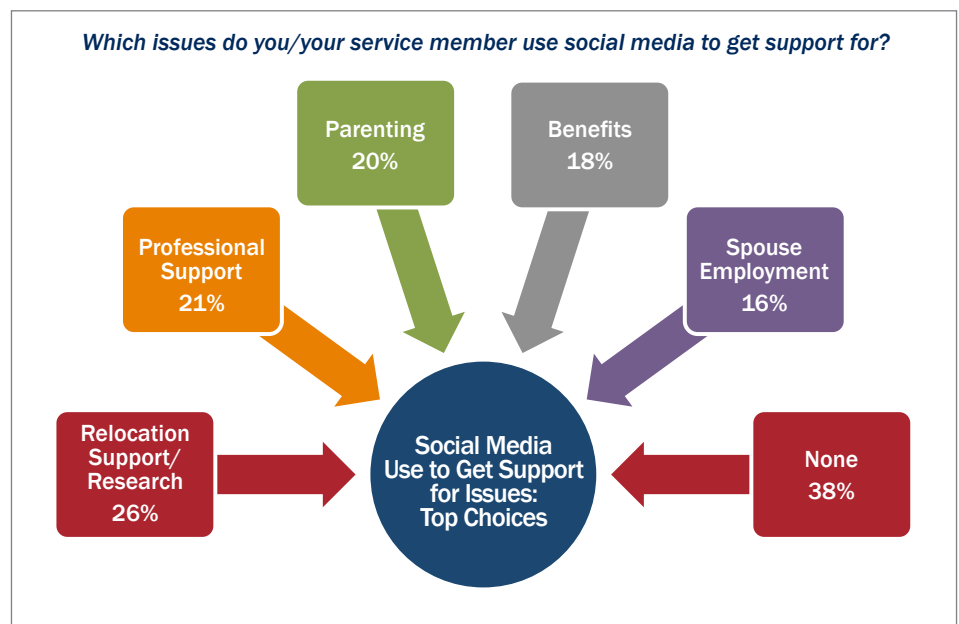 Which issues do you/your service member use social media to get support for?
Parenting
20%
Benefits
18%
Professional
Support
21%
Spouse
Employment
16%
Relocation
Support/
Research
26%
Social Media
Use to Get Support
for Issues:
Top Choices
None
38%